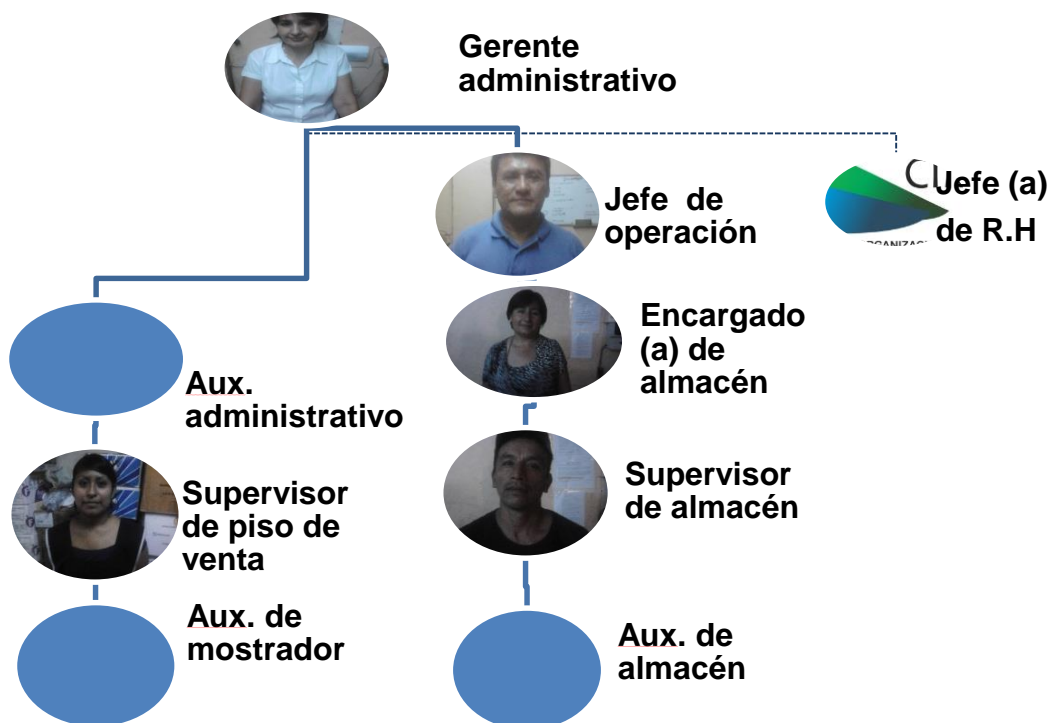 Gerente
administrativo
Jefe de
operación
CI
Jefe (a)
de R.H
Encargado
(a) de
almacén
Aux.
administrativo
Supervisor
de almacén
Supervisor
de piso de
venta
Aux. de
mostrador
Aux. de
almacén